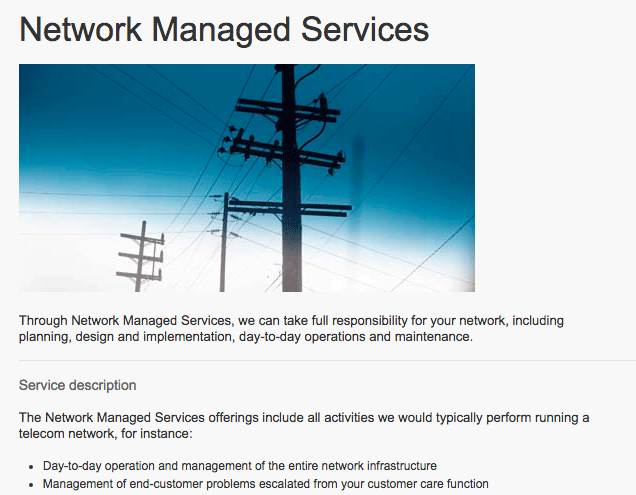 Network Managed Services
Through Network Managed Services, we can take full responsibility for your network, including
planning, design and implementation, day-to-day operations and maintenance.
Service description
The Network Managed Services offerings include all activities we would typically perform running a
telecom network, for instance:
• Day-to-day operation and management of the entire network infrastructure
• Management of end-customer problems escalated from your customer care function